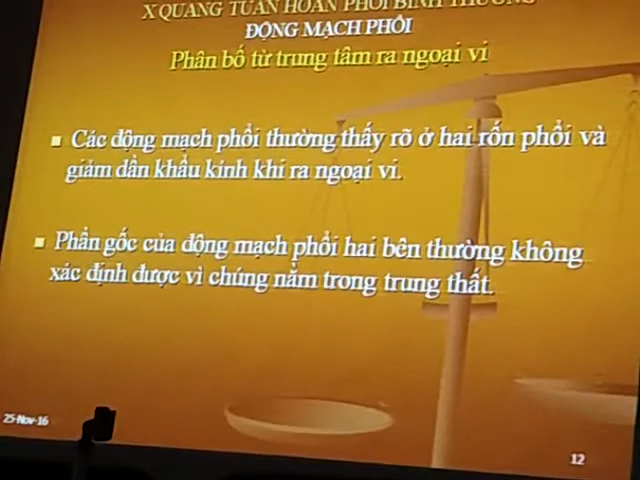 X QUANG TUẦN HOÀN PHỔI BÌNH THƯỜNG
ĐỘNG MẠCH PHỔI
Phân bố từ trung tâm ra ngoại vi
Các động mạch phổi thường thấy rõ ở hai rốn phổi và
giảm dần khẩu kính khi ra ngoại vi.
Phần gốc của động mạch phổi hai bên thường không
xác định được vì chúng nằm trong trung thất.
25-Nov-16
12